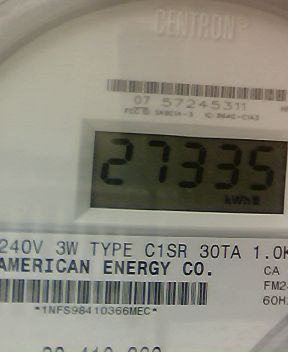 CENTRON®
07 57245311
27335
kWh
240V 3W TYPE C1SR 30TA 1.0K
AMERICAN ENERGY CO.
CA
FM2
60H
*1NFS98410366MEC*